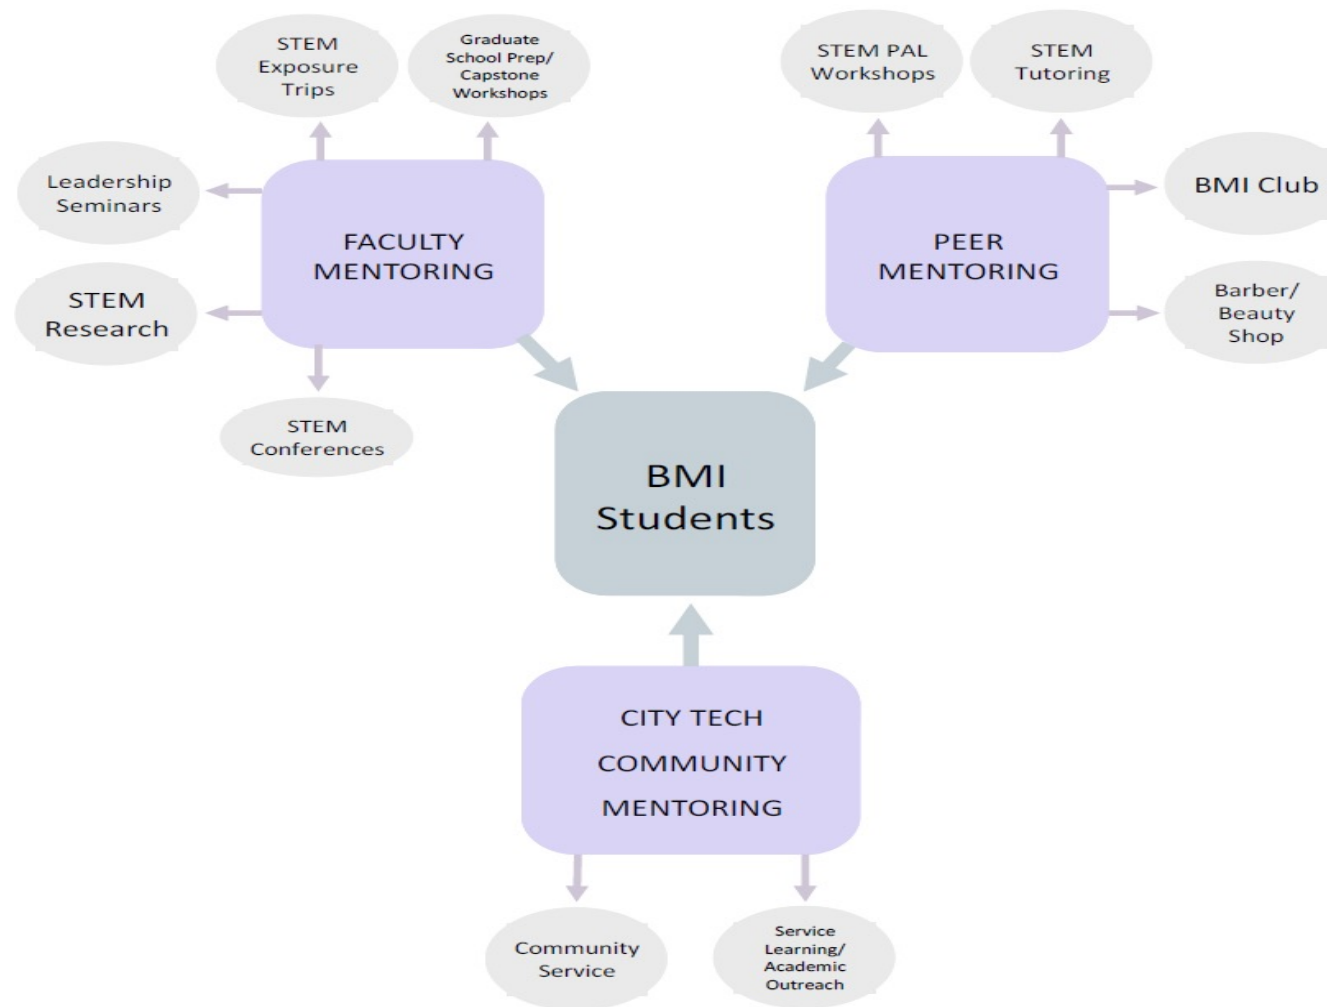 STEM
Exposure
Trips
Graduate
School Prep/
Capstone
Workshops
Leadership
Seminars
FACULTY
MENTORING
STEM
Research
STEM
Conferences
STEM PAL
Workshops
STEM
Tutoring
BMI Club
PEER
MENTORING
Barber/
Beauty
Shop
BMI
Students
CITY TECH
COMMUNITY
MENTORING
Community
Service
Service
Learning/
Academic
Outreach